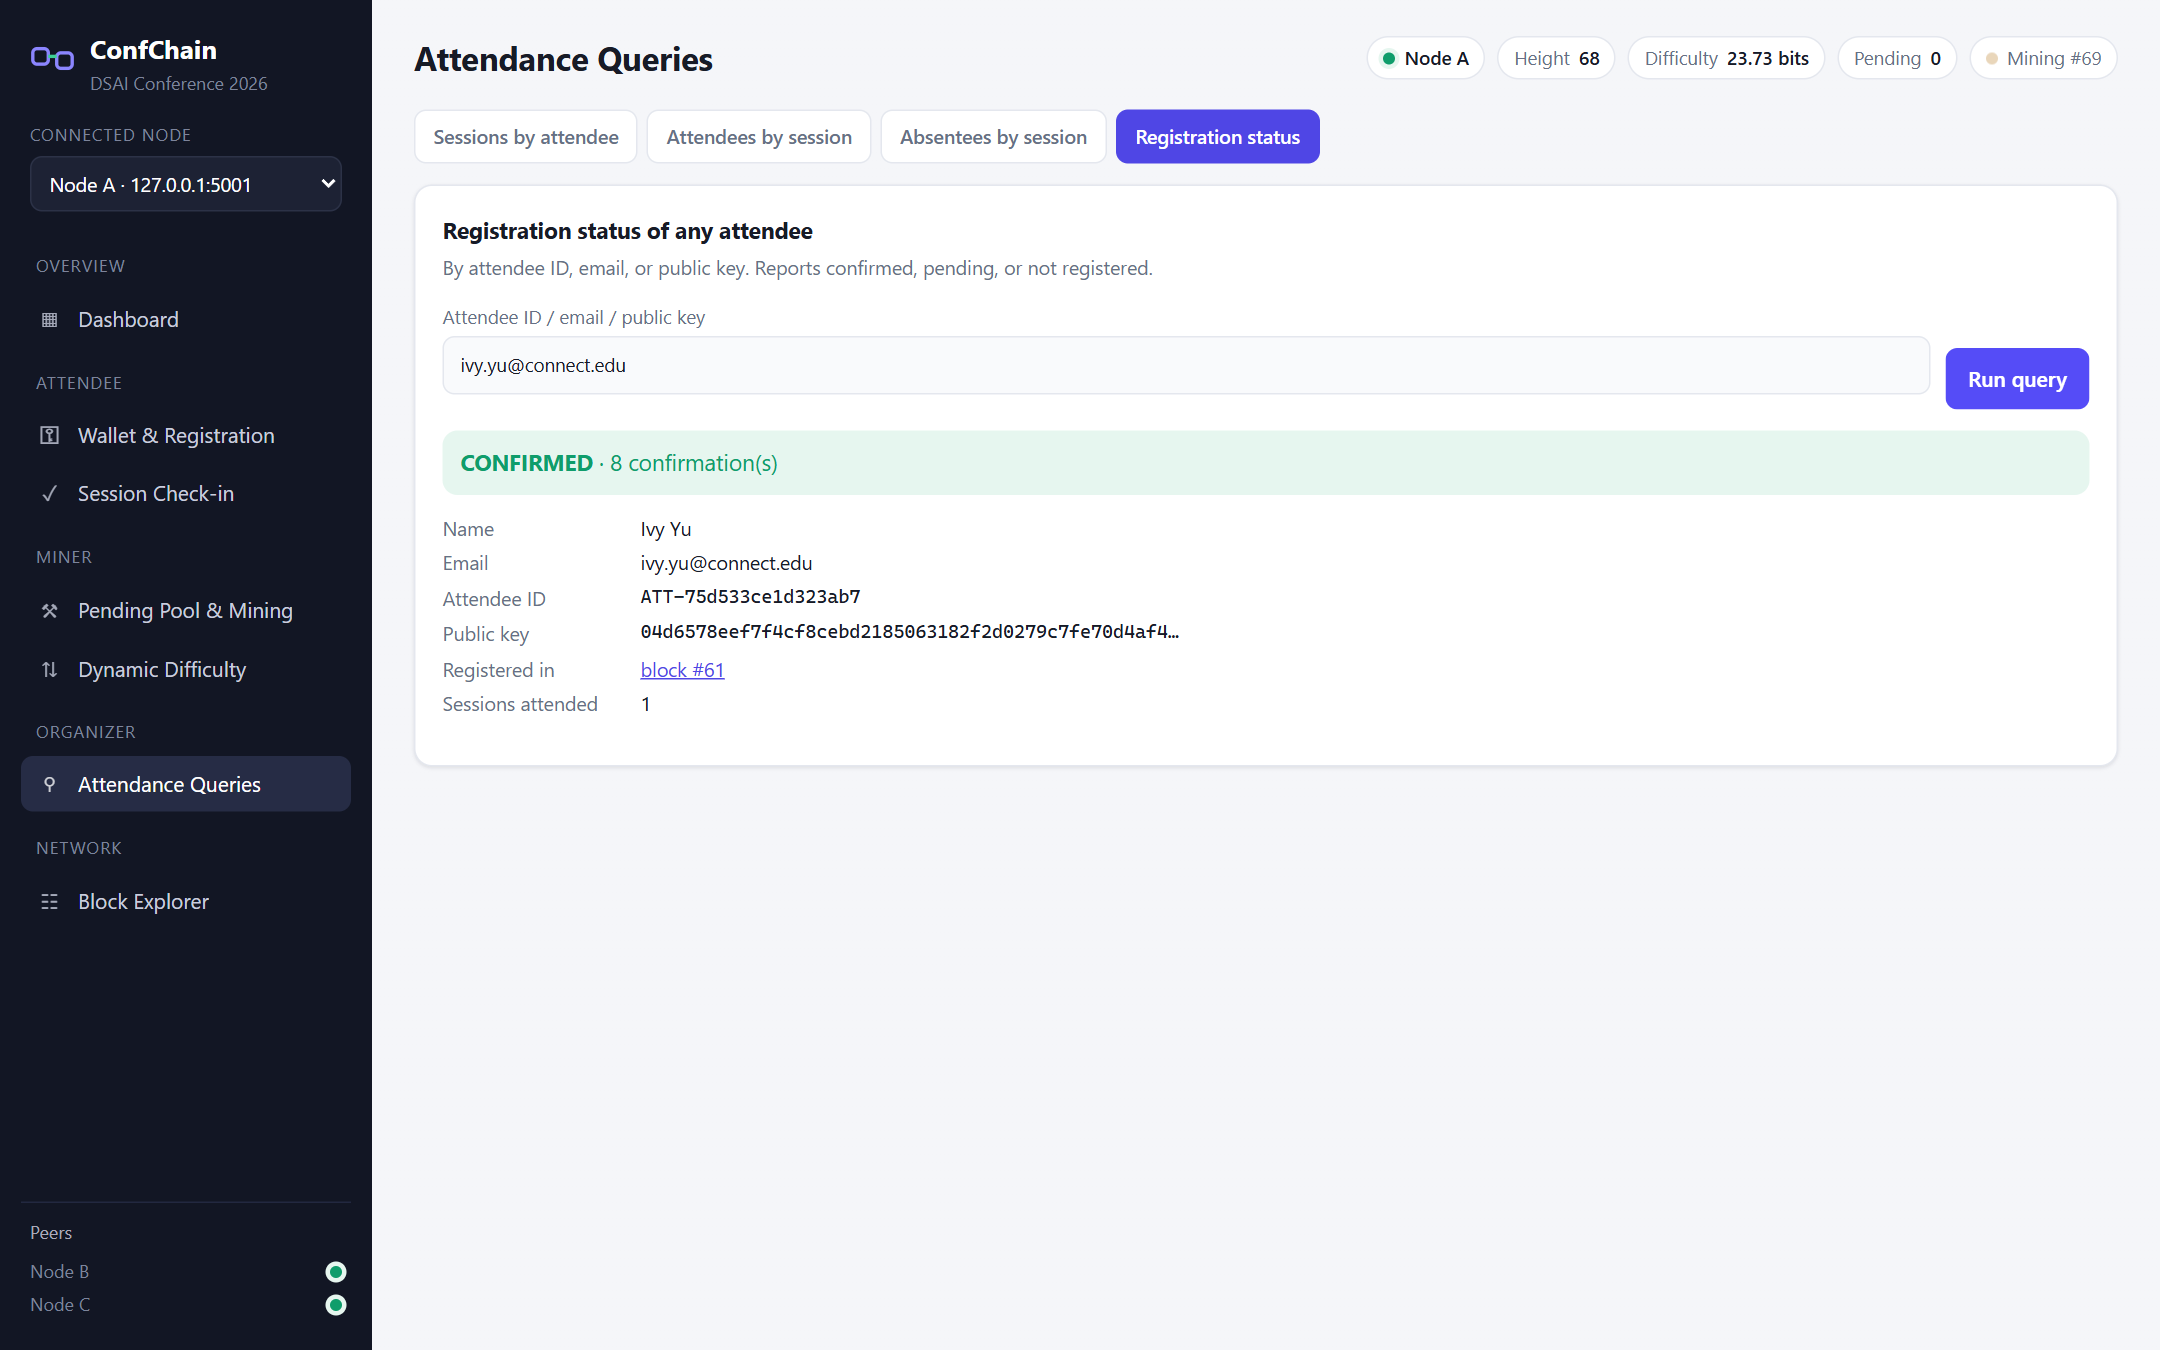 ConfChain
DSAI Conference 2026
CONNECTED NODE
Node A · 127.0.0.1:5001
OVERVIEW
Dashboard
ATTENDEE
Wallet & Registration
Session Check-in
MINER
Pending Pool & Mining
Dynamic Difficulty
ORGANIZER
Attendance Queries
NETWORK
Block Explorer
Peers
Node B
Node C
Attendance Queries
Node A
Height 68
Difficulty 23.73 bits
Pending 0
Mining #69
Sessions by attendee
Attendees by session
Absentees by session
Registration status
Registration status of any attendee
By attendee ID, email, or public key. Reports confirmed, pending, or not registered.
Attendee ID / email / public key
ivy.yu@connect.edu
Run query
CONFIRMED · 8 confirmation(s)
Name Ivy Yu
Email ivy.yu@connect.edu
Attendee ID ATT-75d533ce1d323ab7
Public key 04d6578eef7f4cf8cebd2185063182f2d0279c7fe70d4af4…
Registered in block #61
Sessions attended 1